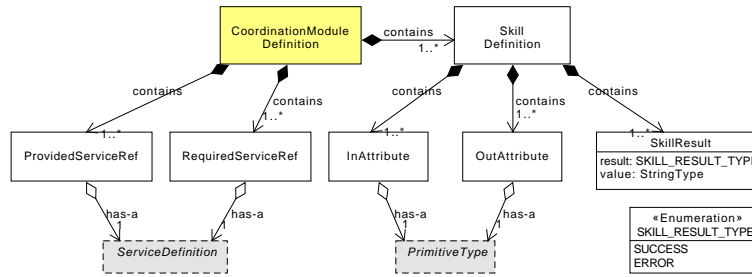 CoordinationModule
Definition
contains
1..*
Skill
Definition
contains
1..*
contains
1..*
contains
1..*
contains
1..*
contains
1..*
ProvidedServiceRef
RequiredServiceRef
InAttribute
OutAttribute
SkillResult
result: SKILL_RESULT_TYPE
value: StringType
has-a
1
has-a
1
has-a
1
has-a
1
ServiceDefinition
PrimitiveType
«Enumeration»
SKILL_RESULT_TYPE
SUCCESS
ERROR